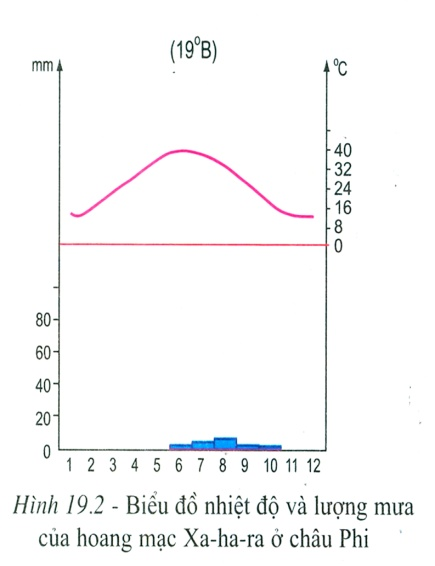 (19⁰B)
mm
⁰C
40
32
24
16
8
0
80
60
40
20
0
1 2 3 4 5 6 7 8 9 10 11 12
Hình 19.2 - Biểu đồ nhiệt độ và lượng mưa
của hoang mạc Xa-ha-ra ở châu Phi